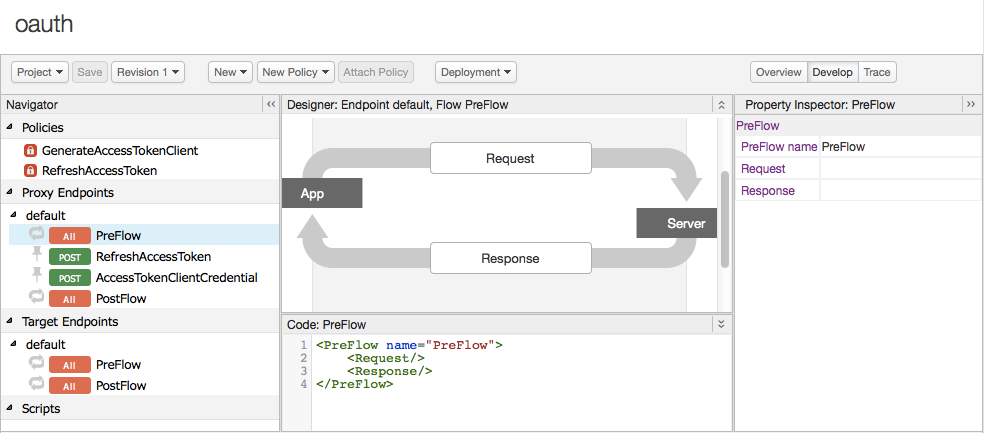 oauth
Project Save Revision 1 New New Policy Attach Policy Deployment Overview Develop Trace
Navigator
Policies
GenerateAccessTokenClient
RefreshAccessToken
Proxy Endpoints
default
All PreFlow
POST RefreshAccessToken
POST AccessTokenClientCredential
All PostFlow
Target Endpoints
default
All PreFlow
All PostFlow
Scripts
Designer: Endpoint default, Flow PreFlow
Request
App
Server
Response
Code: PreFlow
1 <PreFlow name="PreFlow">
2 <Request/>
3 <Response/>
4 </PreFlow>
Property Inspector: PreFlow
PreFlow
PreFlow name PreFlow
Request
Response